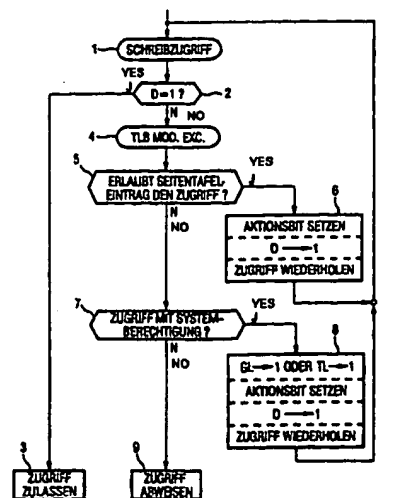 1
SCHREIBZUGRIFF
YES
D=1 ?
2
N NO
4
TLB MOD. EXC.
5
YES
ERLAUBT SEITENTAFEL-
EINTRAG DEN ZUGRIFF ?
N
NO
6
AKTIONSBIT SETZEN
D → 1
ZUGRIFF WIEDERHOLEN
7
YES
ZUGRIFF MIT SYSTEM-
BERECHTIGUNG ?
N
NO
8
GL→1 ODER TL→1
AKTIONSBIT SETZEN
D → 1
ZUGRIFF WIEDERHOLEN
3
ZUGRIFF
ZULASSEN
9
ZUGRIFF
ABWEISEN